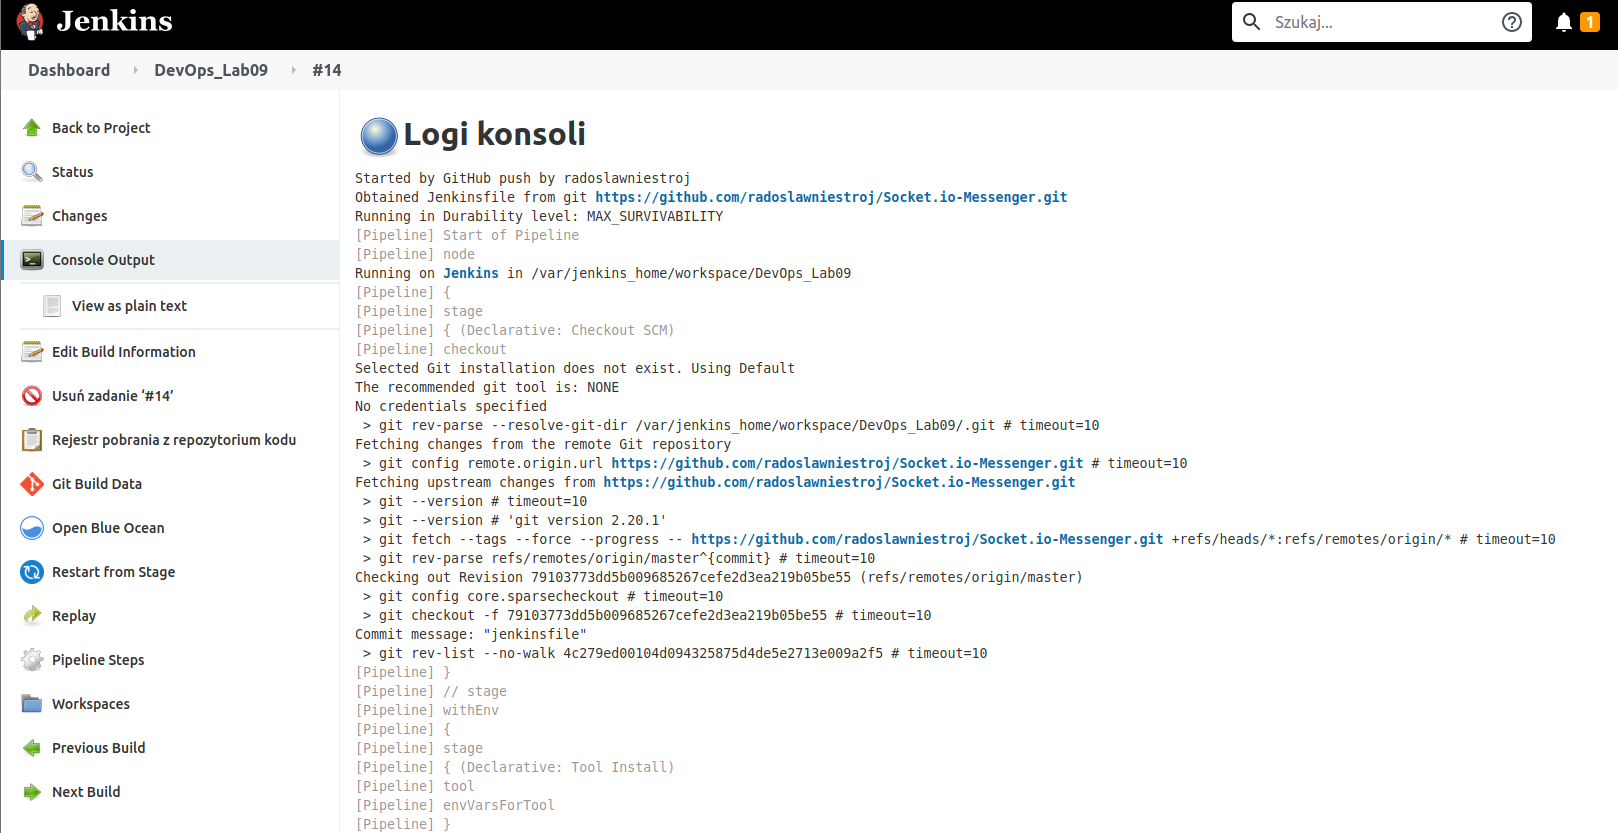 Jenkins
Szukaj...
1
Dashboard
DevOps_Lab09
#14
Back to Project
Status
Changes
Console Output
View as plain text
Edit Build Information
Usuń zadanie ‘#14’
Rejestr pobrania z repozytorium kodu
Git Build Data
Open Blue Ocean
Restart from Stage
Replay
Pipeline Steps
Workspaces
Previous Build
Next Build
Logi konsoli
Started by GitHub push by radoslawniestroj
Obtained Jenkinsfile from git https://github.com/radoslawniestroj/Socket.io-Messenger.git
Running in Durability level: MAX_SURVIVABILITY
[Pipeline] Start of Pipeline
[Pipeline] node
Running on Jenkins in /var/jenkins_home/workspace/DevOps_Lab09
[Pipeline] {
[Pipeline] stage
[Pipeline] { (Declarative: Checkout SCM)
[Pipeline] checkout
Selected Git installation does not exist. Using Default
The recommended git tool is: NONE
No credentials specified
> git rev-parse --resolve-git-dir /var/jenkins_home/workspace/DevOps_Lab09/.git # timeout=10
Fetching changes from the remote Git repository
> git config remote.origin.url https://github.com/radoslawniestroj/Socket.io-Messenger.git # timeout=10
Fetching upstream changes from https://github.com/radoslawniestroj/Socket.io-Messenger.git
> git --version # timeout=10
> git --version # 'git version 2.20.1'
> git fetch --tags --force --progress -- https://github.com/radoslawniestroj/Socket.io-Messenger.git +refs/heads/*:refs/remotes/origin/* # timeout=10
> git rev-parse refs/remotes/origin/master^{commit} # timeout=10
Checking out Revision 79103773dd5b009685267cefe2d3ea219b05be55 (refs/remotes/origin/master)
> git config core.sparsecheckout # timeout=10
> git checkout -f 79103773dd5b009685267cefe2d3ea219b05be55 # timeout=10
Commit message: "jenkinsfile"
> git rev-list --no-walk 4c279ed00104d094325875d4de5e2713e009a2f5 # timeout=10
[Pipeline] }
[Pipeline] // stage
[Pipeline] withEnv
[Pipeline] {
[Pipeline] stage
[Pipeline] { (Declarative: Tool Install)
[Pipeline] tool
[Pipeline] envVarsForTool
[Pipeline] }